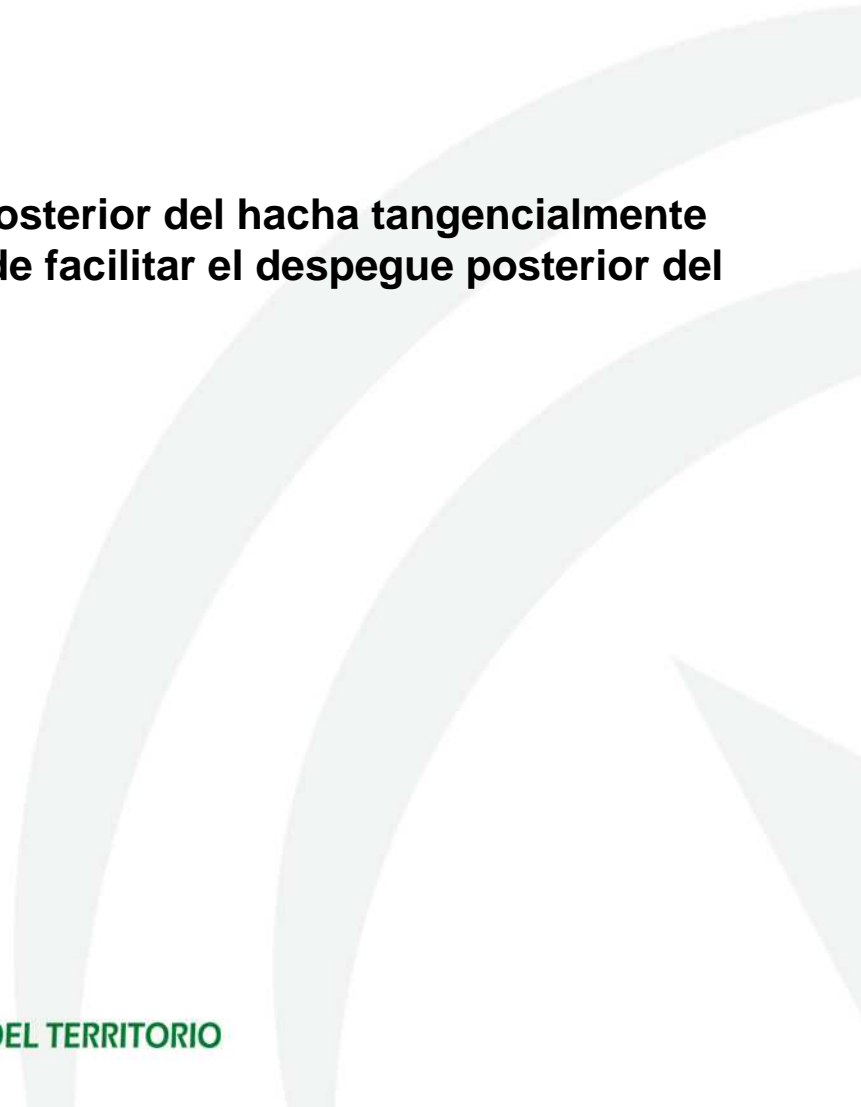 osterior del hacha tangencialmente
de facilitar el despegue posterior del
DEL TERRITORIO